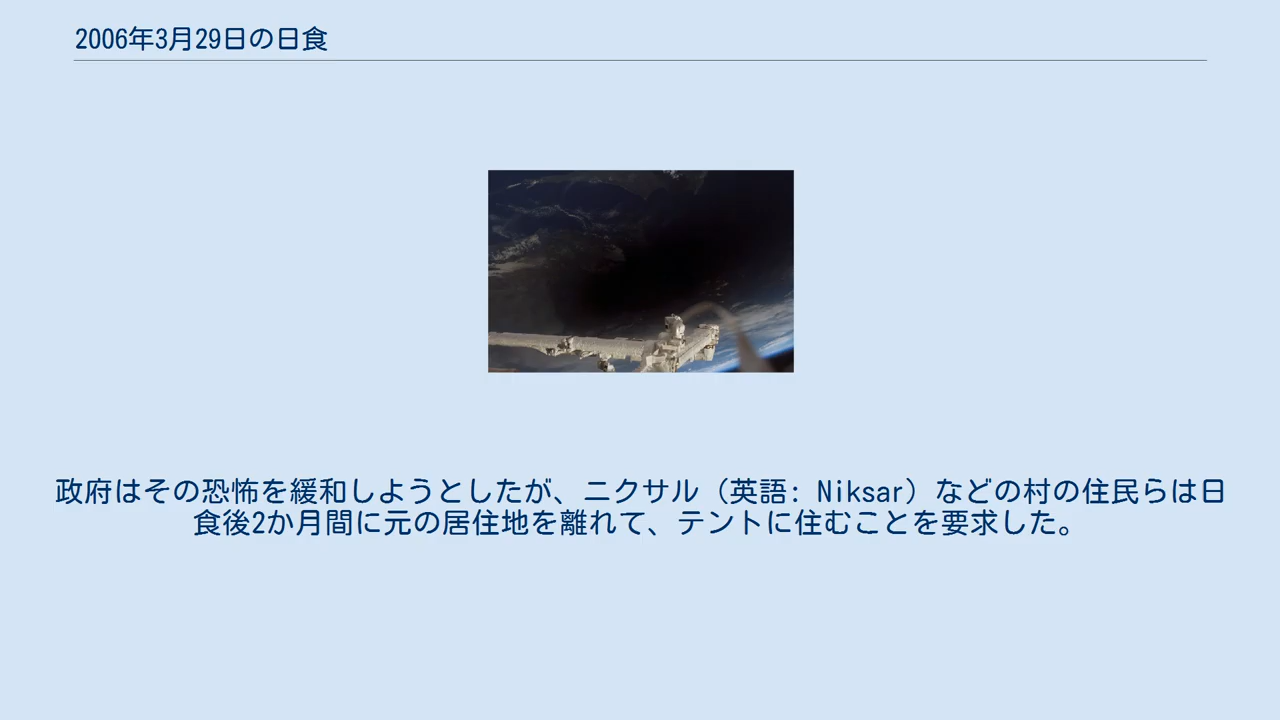 2006年3月29日の日食
政府はその恐怖を緩和しようとしたが、ニクサル（英語: Niksar）などの村の住民らは日
食後2か月間に元の居住地を離れて、テントに住むことを要求した。